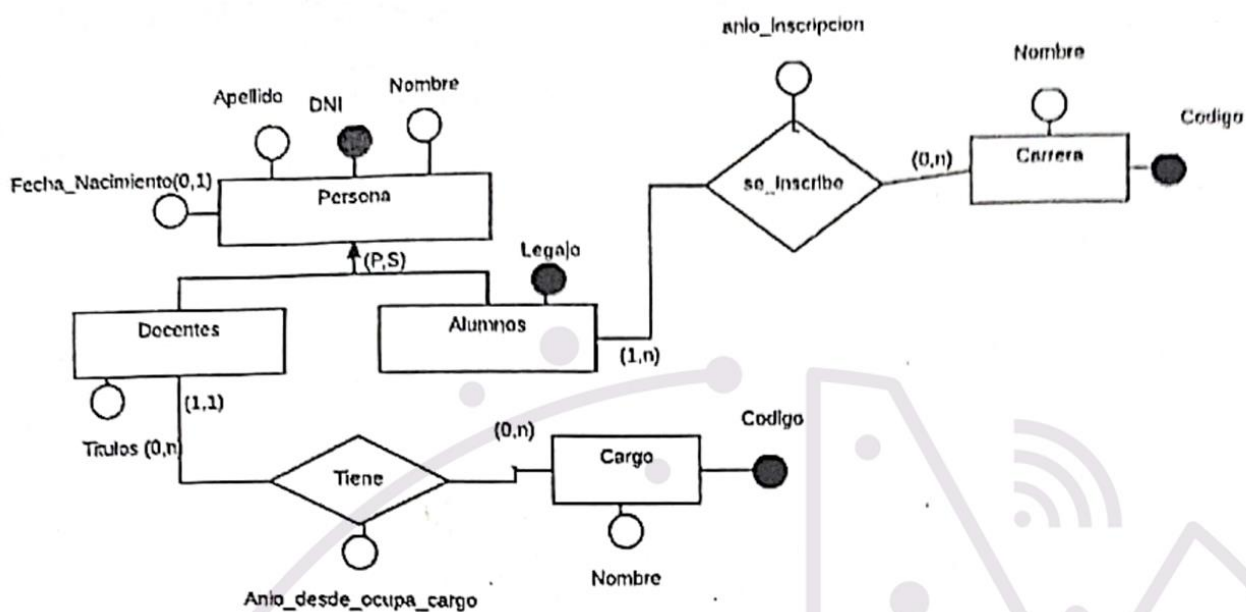 anio_Inscripcion
Nombre
Apellido
DNI
Nombre
Codigo
Fecha_Nacimiento(0,1)
Persona
se_Inscribe
(0,n)
Carrera
(P,S)
Legajo
Docentes
Alumnos
(1,n)
(1,1)
Titulos (0,n)
(0,n)
Codigo
Tiene
Cargo
Nombre
Anio_desde_ocupa_cargo